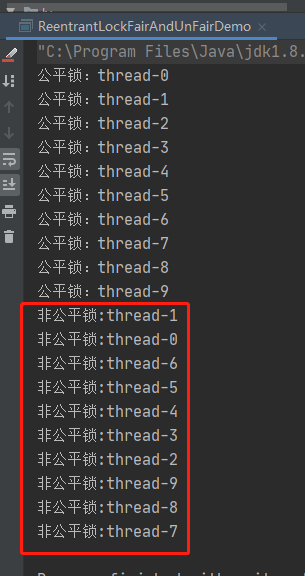 ReentrantLockFairAndUnFairDemo ×
"C:\Program Files\Java\jdk1.8.
公平锁：thread-0
公平锁：thread-1
公平锁：thread-2
公平锁：thread-3
公平锁：thread-4
公平锁：thread-5
公平锁：thread-6
公平锁：thread-7
公平锁：thread-8
公平锁：thread-9
非公平锁:thread-1
非公平锁:thread-0
非公平锁:thread-6
非公平锁:thread-5
非公平锁:thread-4
非公平锁:thread-3
非公平锁:thread-2
非公平锁:thread-9
非公平锁:thread-8
非公平锁:thread-7